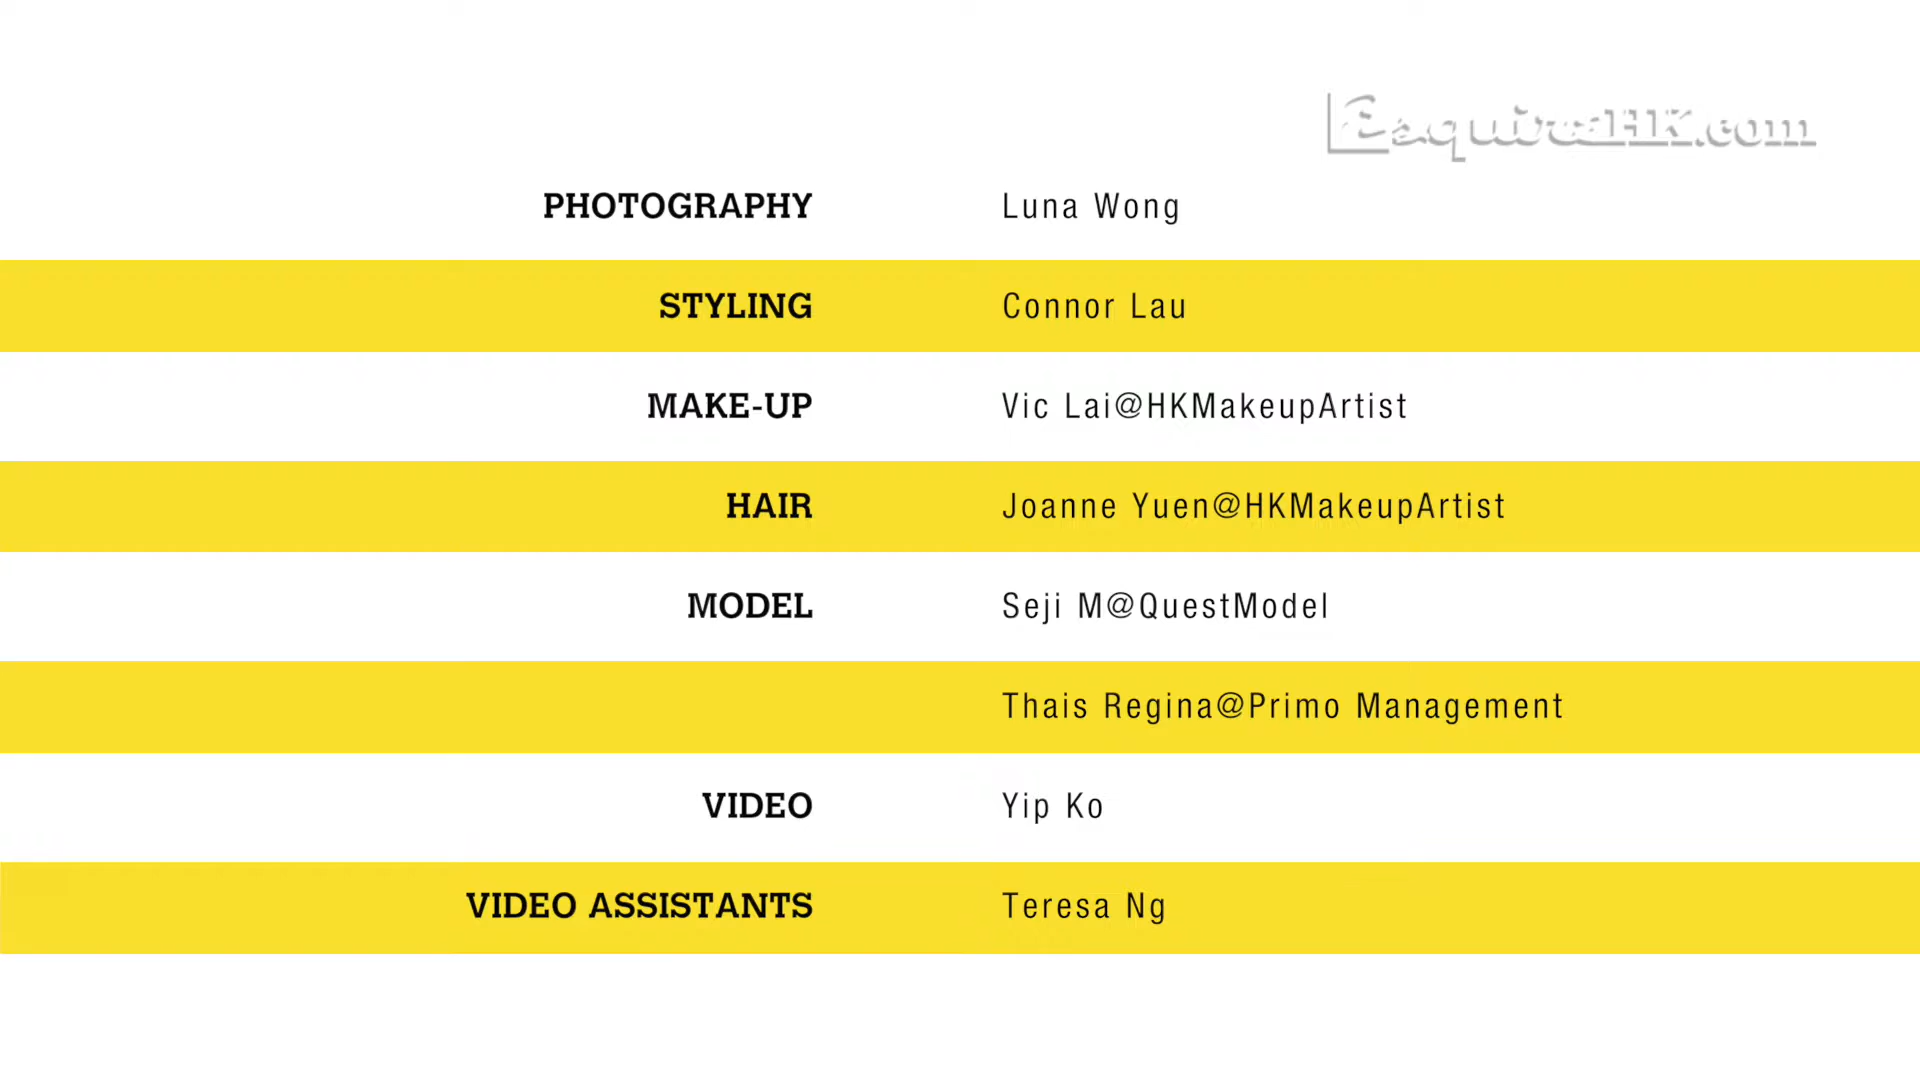 EsquireHK.com
PHOTOGRAPHY Luna Wong
STYLING Connor Lau
MAKE-UP Vic Lai@HKMakeupArtist
HAIR Joanne Yuen@HKMakeupArtist
MODEL Seji M@QuestModel
Thais Regina@Primo Management
VIDEO Yip Ko
VIDEO ASSISTANTS Teresa Ng